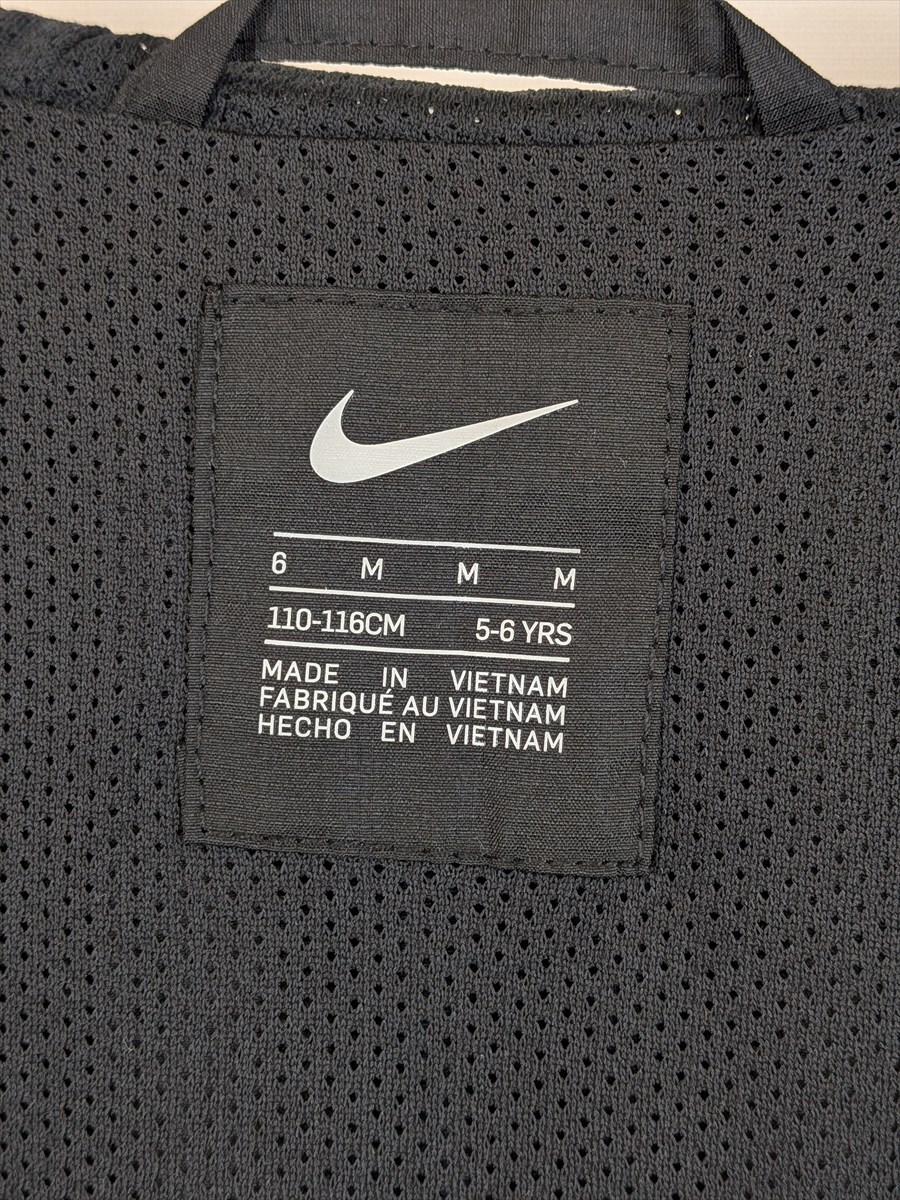 6 M M M
110-116CM 5-6 YRS
MADE IN VIETNAM
FABRIQUÉ AU VIETNAM
HECHO EN VIETNAM